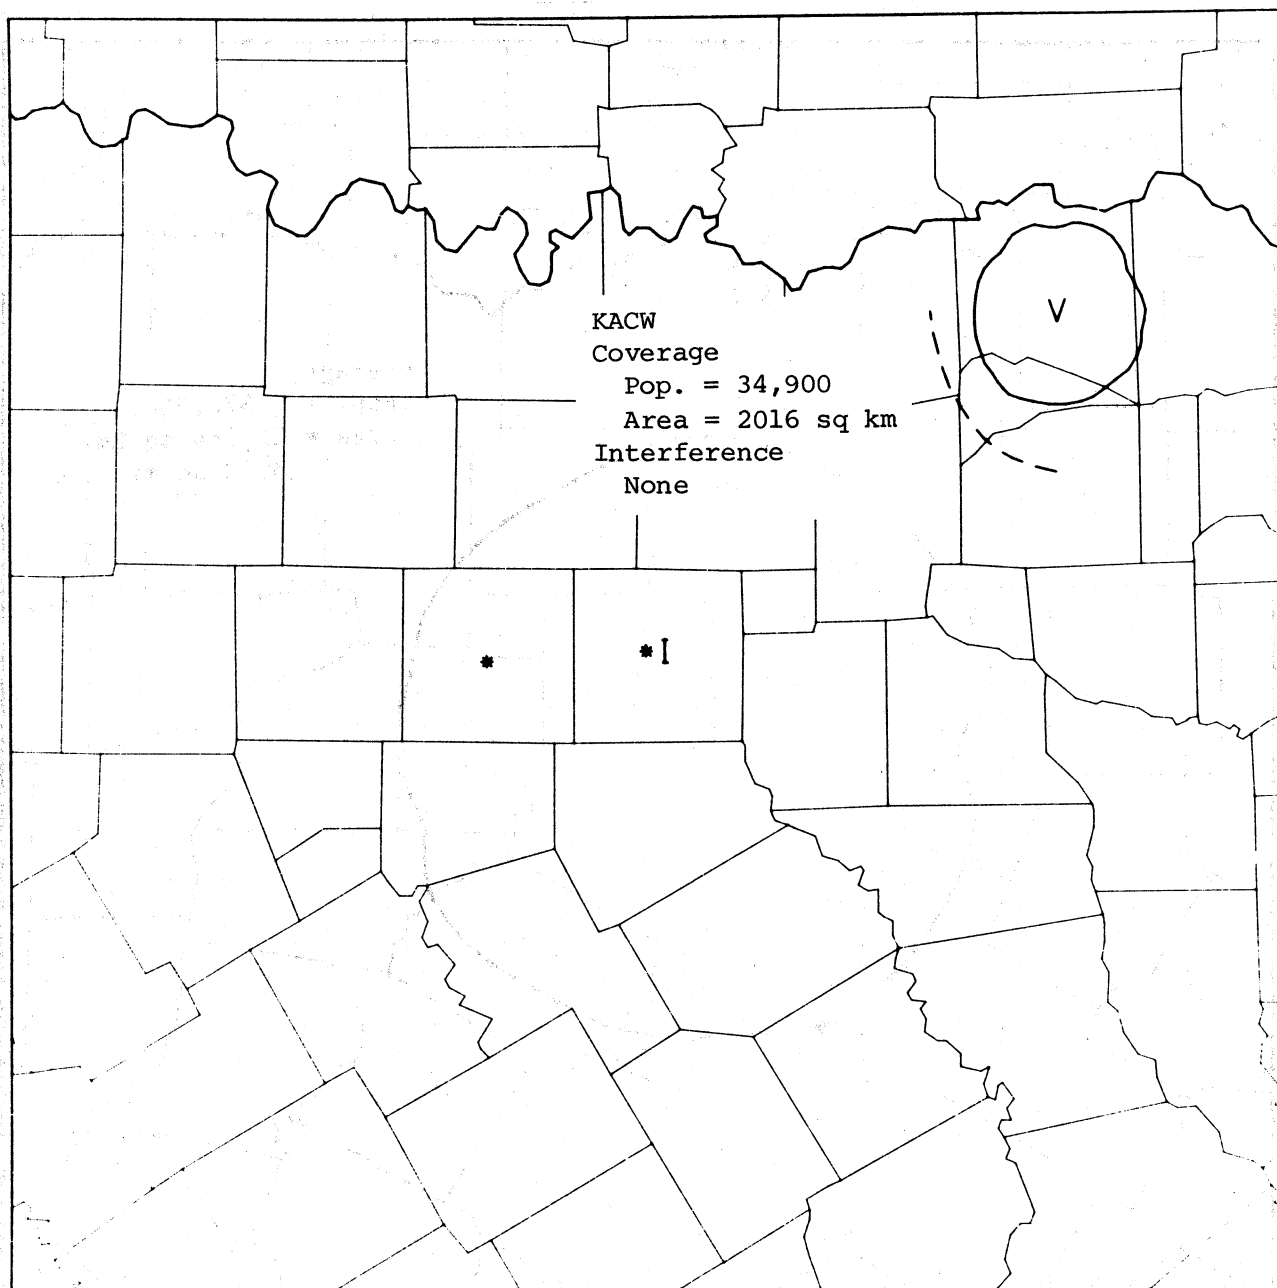 V
KACW
Coverage
Pop. = 34,900
Area = 2016 sq km
Interference
None
* *I